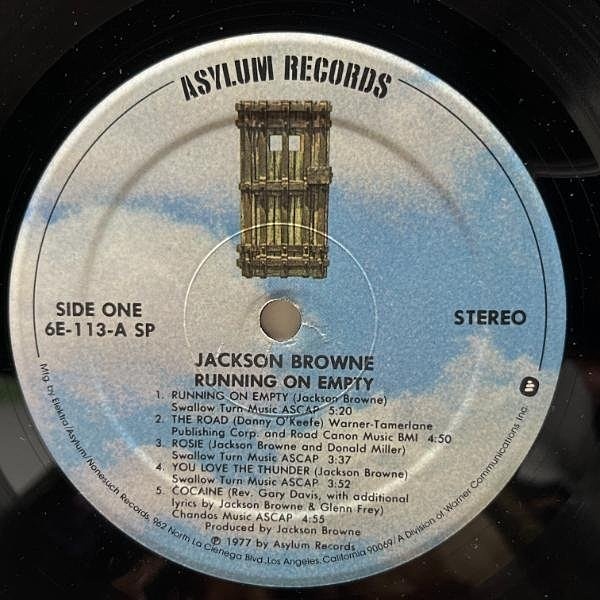 ASYLUM RECORDS
SIDE ONE
6E-113-A SP
STEREO
JACKSON BROWNE
RUNNING ON EMPTY
1. RUNNING ON EMPTY (Jackson Browne)
Swallow Turn Music ASCAP 5:20
2. THE ROAD (Danny O'Keefe) Warner-Tamerlane
Publishing Corp. and Road Canon Music BMI 4:50
3. ROSIE (Jackson Browne and Donald Miller)
Swallow Turn Music ASCAP 3:37
4. YOU LOVE THE THUNDER (Jackson Browne)
Swallow Turn Music ASCAP 3:52
5. COCAINE (Rev. Gary Davis, with additional
lyrics by Jackson Browne & Glenn Frey)
Chandos Music ASCAP 4:55
Produced by Jackson Browne
℗ 1977 by Asylum Records
Mfg. by Elektra/Asylum/Nonesuch Records, 962 North La Cienega Blvd., Los Angeles, California 90069/A Division of Warner Communications Inc.